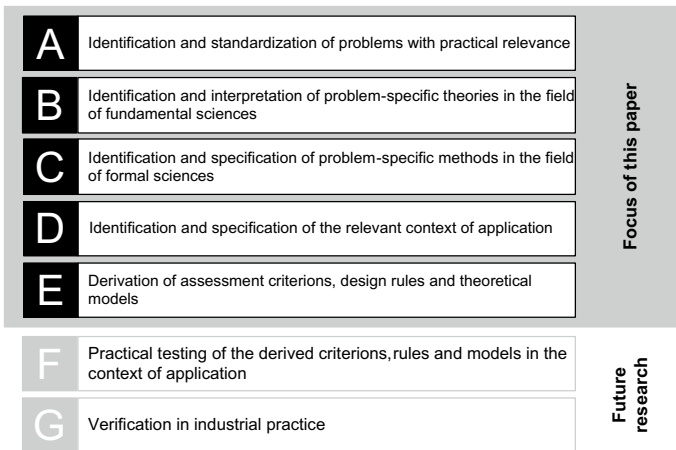 A
Identification and standardization of problems with practical relevance
B
Identification and interpretation of problem-specific theories in the field
of fundamental sciences
C
Identification and specification of problem-specific methods in the field
of formal sciences
D
Identification and specification of the relevant context of application
E
Derivation of assessment criterions, design rules and theoretical
models
Focus of this paper
F
Practical testing of the derived criterions, rules and models in the
context of application
G
Verification in industrial practice
Future
research